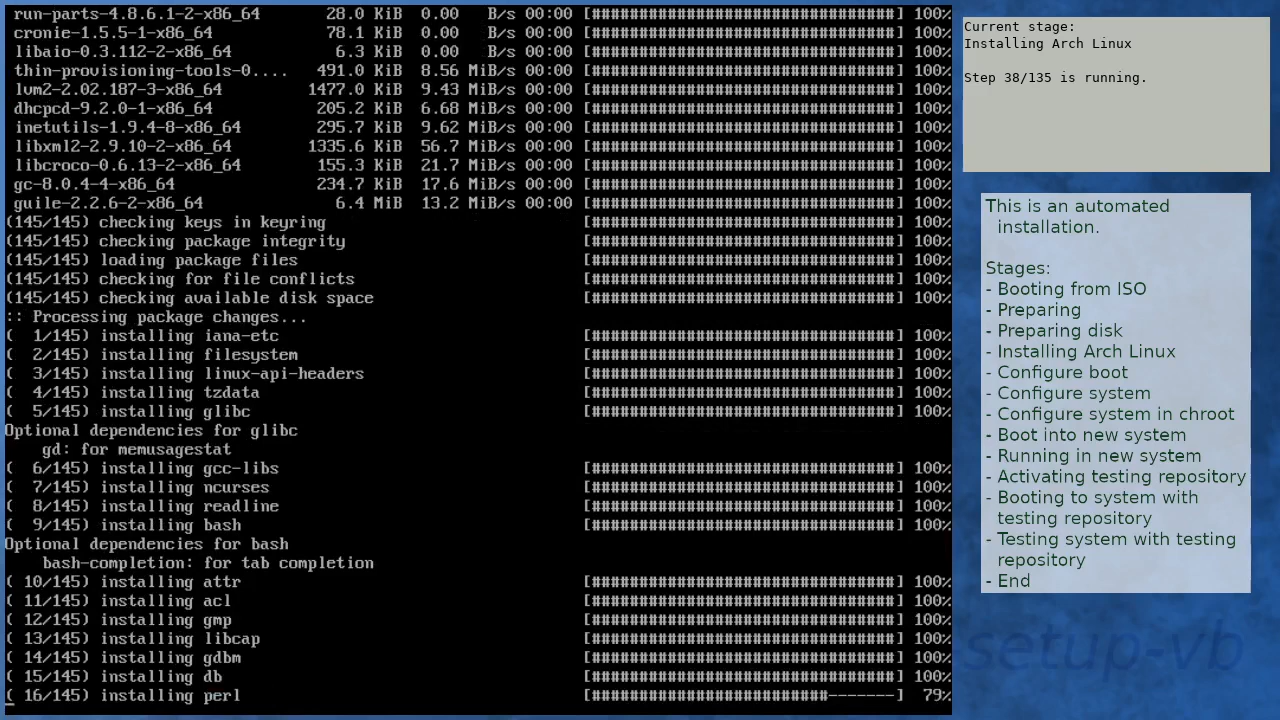 run-parts-4.8.6.1-2-x86_64 28.0 KiB 0.00 B/s 00:00 [################################] 100%
cronie-1.5.5-1-x86_64 78.1 KiB 0.00 B/s 00:00 [################################] 100%
libaio-0.3.112-2-x86_64 6.3 KiB 0.00 B/s 00:00 [################################] 100%
thin-provisioning-tools-0.... 491.0 KiB 8.56 MiB/s 00:00 [################################] 100%
lvm2-2.02.187-3-x86_64 1477.0 KiB 9.43 MiB/s 00:00 [################################] 100%
dhcpcd-9.2.0-1-x86_64 205.2 KiB 6.68 MiB/s 00:00 [################################] 100%
inetutils-1.9.4-8-x86_64 295.7 KiB 9.62 MiB/s 00:00 [################################] 100%
libxml2-2.9.10-2-x86_64 1335.6 KiB 56.7 MiB/s 00:00 [################################] 100%
libcroco-0.6.13-2-x86_64 155.3 KiB 21.7 MiB/s 00:00 [################################] 100%
gc-8.0.4-4-x86_64 234.7 KiB 17.6 MiB/s 00:00 [################################] 100%
guile-2.2.6-2-x86_64 6.4 MiB 13.2 MiB/s 00:00 [################################] 100%
(145/145) checking keys in keyring [################################] 100%
(145/145) checking package integrity [################################] 100%
(145/145) loading package files [################################] 100%
(145/145) checking for file conflicts [################################] 100%
(145/145) checking available disk space [################################] 100%
:: Processing package changes...
( 1/145) installing iana-etc [################################] 100%
( 2/145) installing filesystem [################################] 100%
( 3/145) installing linux-api-headers [################################] 100%
( 4/145) installing tzdata [################################] 100%
( 5/145) installing glibc [################################] 100%
Optional dependencies for glibc
gd: for memusagestat
( 6/145) installing gcc-libs [################################] 100%
( 7/145) installing ncurses [################################] 100%
( 8/145) installing readline [################################] 100%
( 9/145) installing bash [################################] 100%
Optional dependencies for bash
bash-completion: for tab completion
( 10/145) installing attr [################################] 100%
( 11/145) installing acl [################################] 100%
( 12/145) installing gmp [################################] 100%
( 13/145) installing libcap [################################] 100%
( 14/145) installing gdbm [################################] 100%
( 15/145) installing db [################################] 100%
( 16/145) installing perl [#########################-------] 79%
Current stage:
Installing Arch Linux
Step 38/135 is running.
This is an automated
installation.
Stages:
- Booting from ISO
- Preparing
- Preparing disk
- Installing Arch Linux
- Configure boot
- Configure system
- Configure system in chroot
- Boot into new system
- Running in new system
- Activating testing repository
- Booting to system with
testing repository
- Testing system with testing
repository
- End
setup-vb